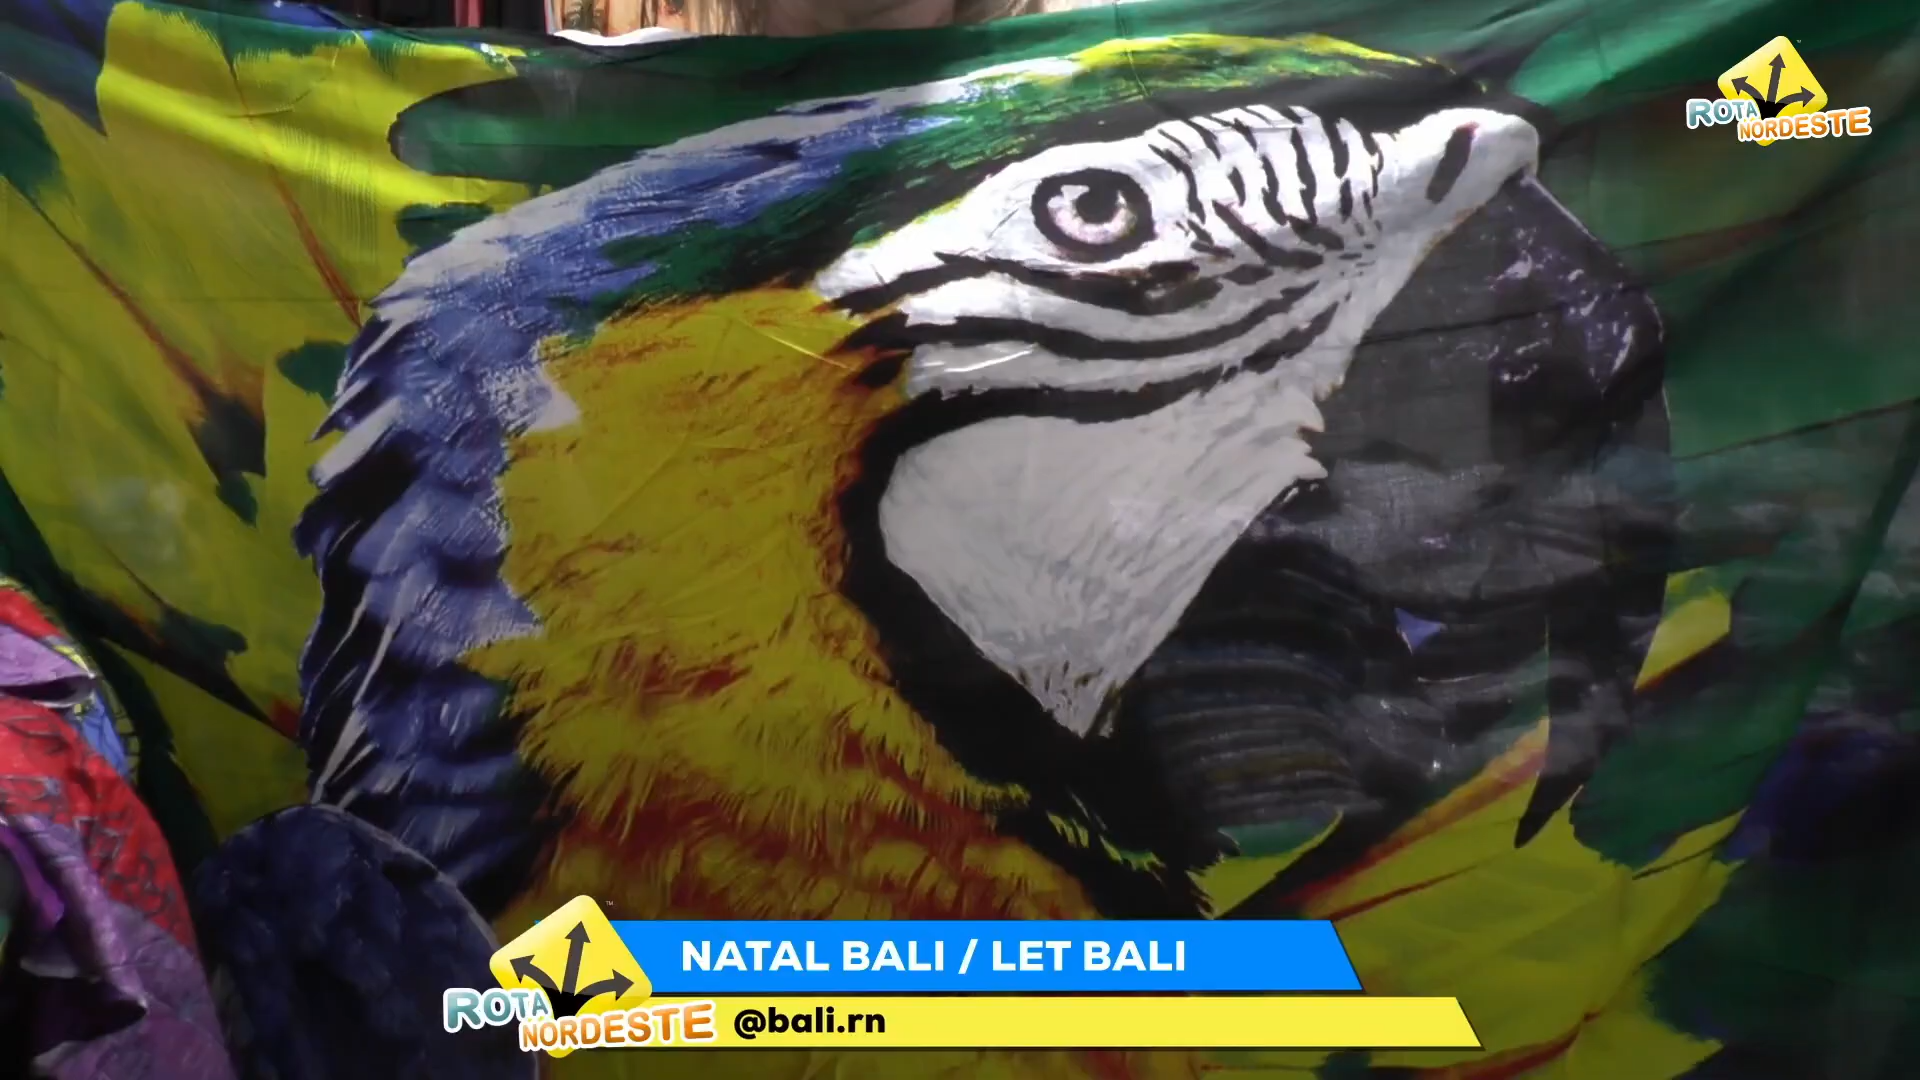 ROTA
NORDESTE
NATAL BALI / LET BALI
ROTA
NORDESTE
@bali.rn